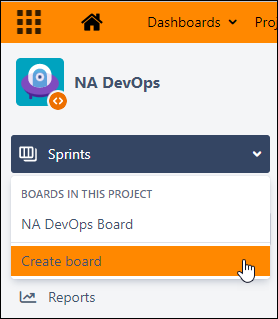 Dashboards Proj
NA DevOps
Sprints
BOARDS IN THIS PROJECT
NA DevOps Board
Create board
Reports